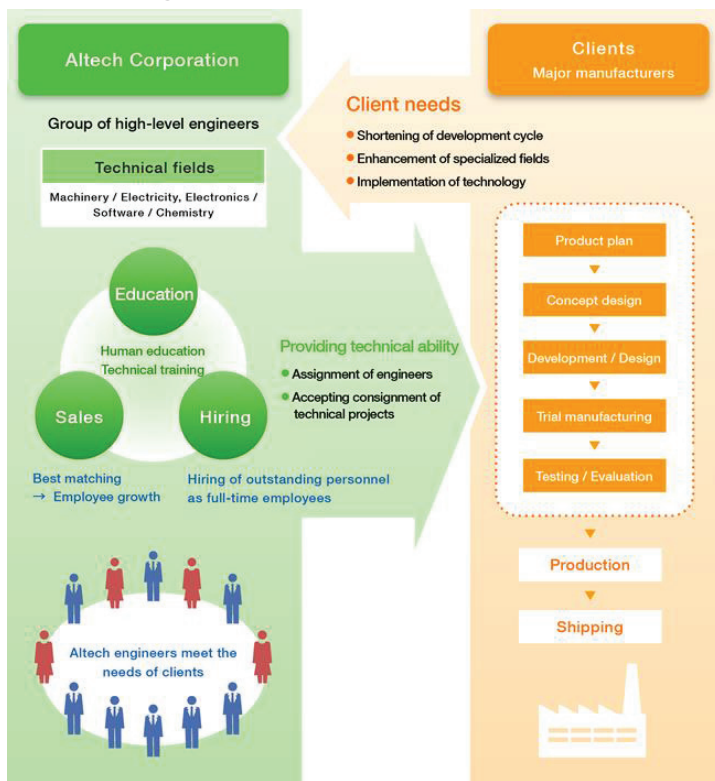 Altech Corporation
Clients
Major manufacturers
Client needs
Shortening of development cycle
Enhancement of specialized fields
Implementation of technology
Group of high-level engineers
Technical fields
Machinery / Electricity, Electronics /
Software / Chemistry
Education
Human education
Technical training
Sales
Hiring
Best matching
→ Employee growth
Hiring of outstanding personnel
as full-time employees
Providing technical ability
Assignment of engineers
Accepting consignment of
technical projects
Product plan
Concept design
Development / Design
Trial manufacturing
Testing / Evaluation
Production
Shipping
Altech engineers meet the
needs of clients